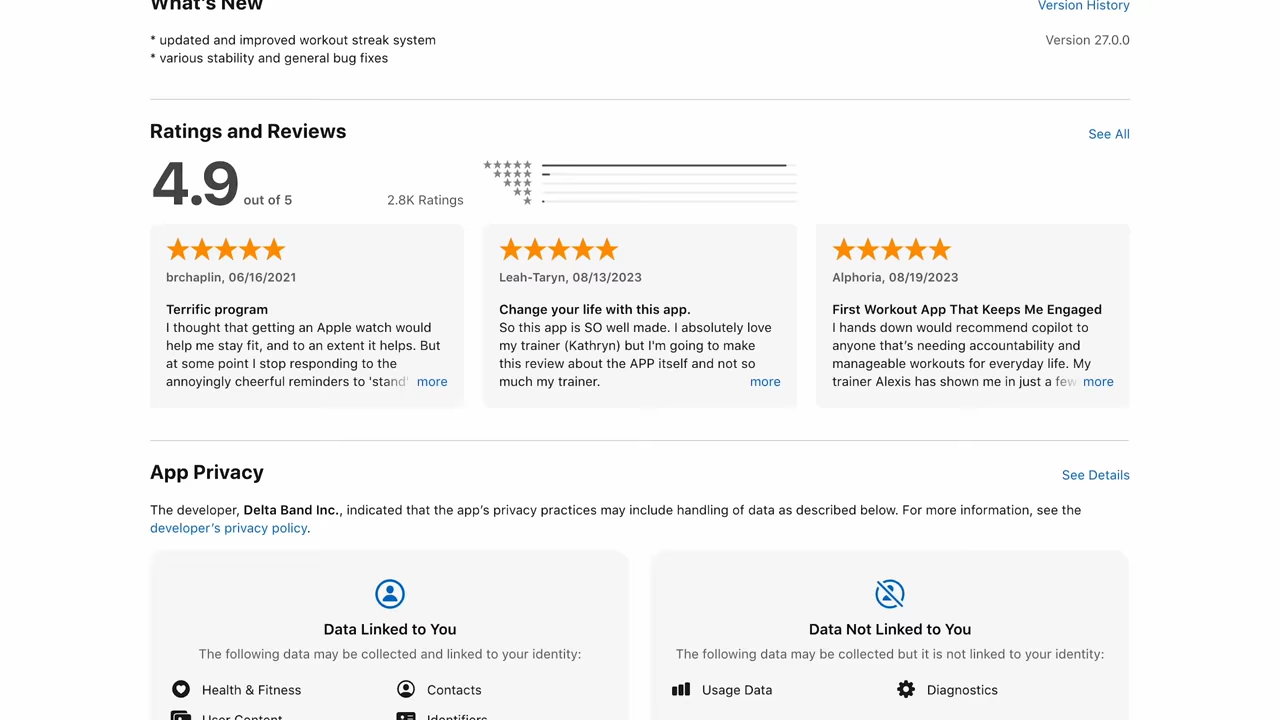 What's New
Version History
* updated and improved workout streak system
Version 27.0.0
* various stability and general bug fixes
Ratings and Reviews
See All
4.9 out of 5
2.8K Ratings
brchaplin, 06/16/2021
Terrific program
I thought that getting an Apple watch would
help me stay fit, and to an extent it helps. But
at some point I stop responding to the
annoyingly cheerful reminders to 'stand' more
Leah-Taryn, 08/13/2023
Change your life with this app.
So this app is SO well made. I absolutely love
my trainer (Kathryn) but I'm going to make
this review about the APP itself and not so
much my trainer. more
Alphoria, 08/19/2023
First Workout App That Keeps Me Engaged
I hands down would recommend copilot to
anyone that's needing accountability and
manageable workouts for everyday life. My
trainer Alexis has shown me in just a few more
App Privacy
See Details
The developer, Delta Band Inc., indicated that the app's privacy practices may include handling of data as described below. For more information, see the
developer's privacy policy.
Data Linked to You
The following data may be collected and linked to your identity:
Health & Fitness
Contacts
User Content
Identifiers
Data Not Linked to You
The following data may be collected but it is not linked to your identity:
Usage Data
Diagnostics